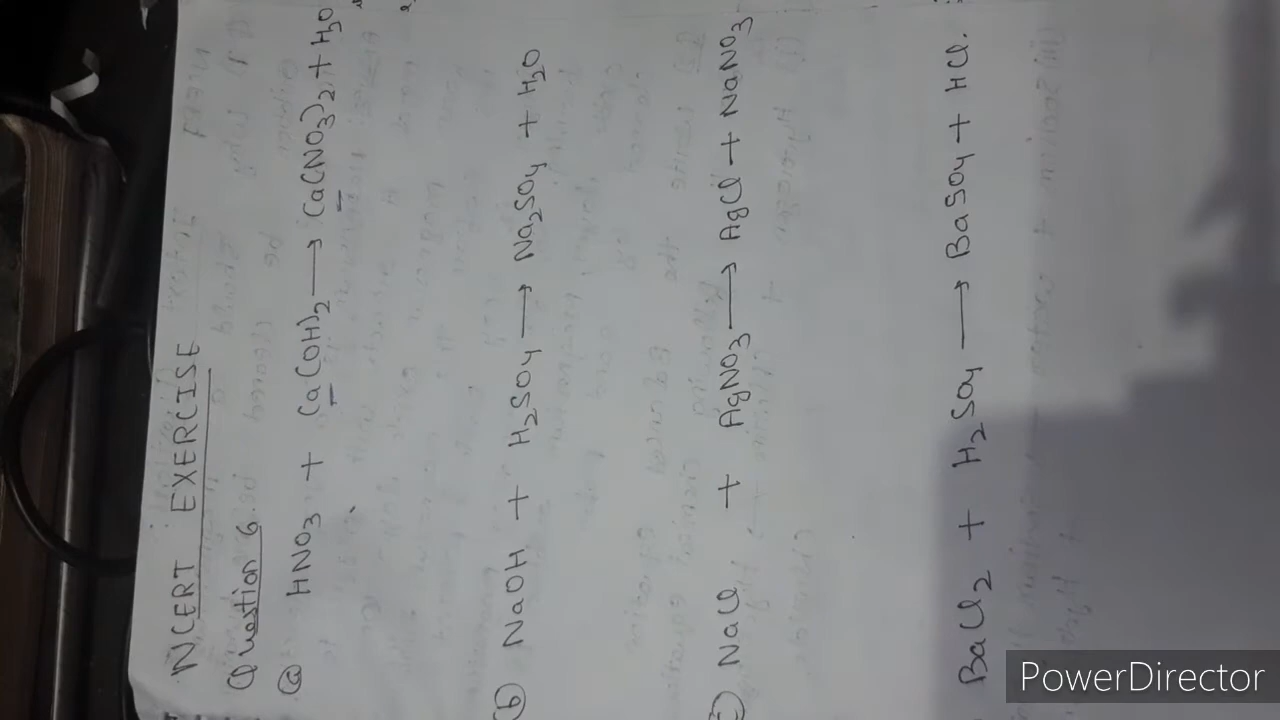 NCERT EXERCISE
Question 6.
(a) HNO3 + Ca(OH)2 → Ca(NO3)2 + H2O
(b) NaOH + H2SO4 → Na2SO4 + H2O
(c) NaCl + AgNO3 → AgCl + NaNO3
BaCl2 + H2SO4 → BaSO4 + HCl.
PowerDirector